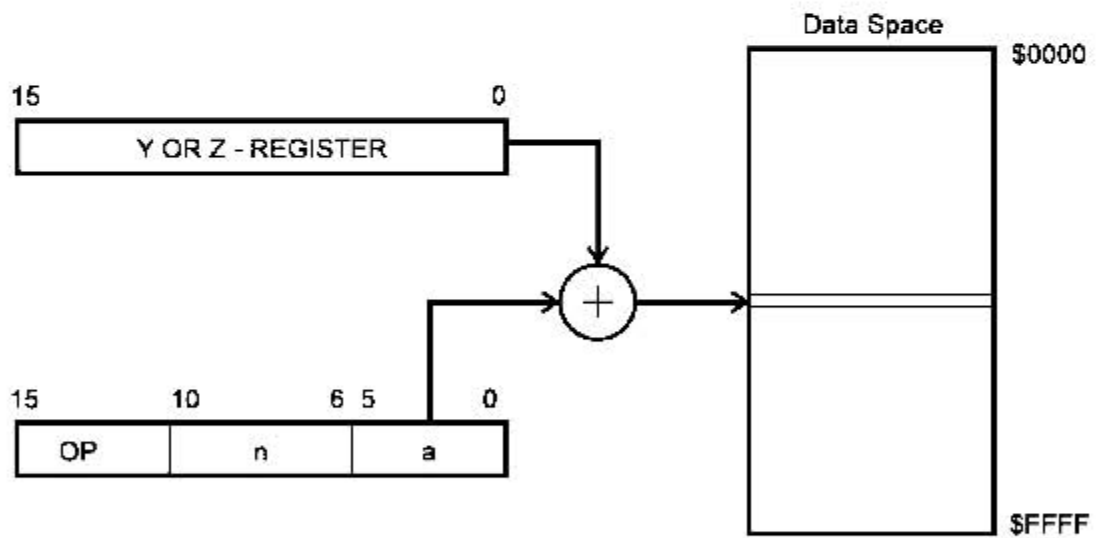 Data Space
$0000
15 0
Y OR Z - REGISTER
+
15 10 6 5 0
OP n a
$FFFF